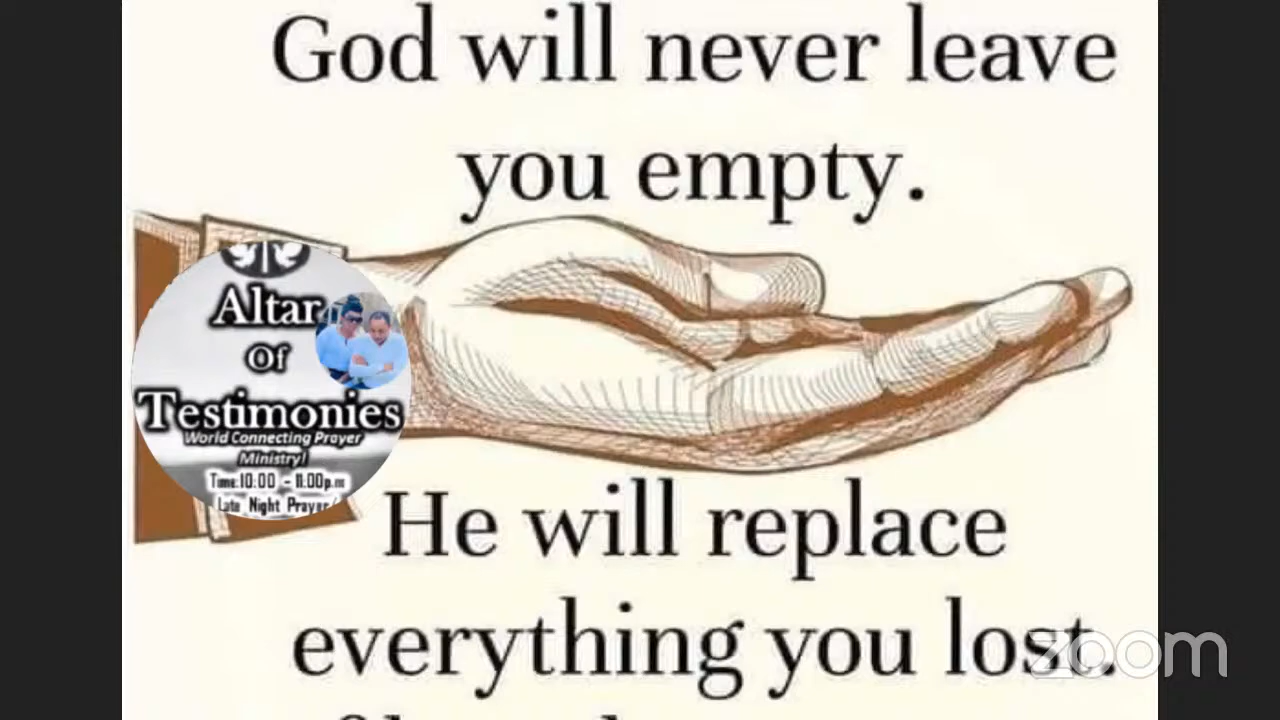 God will never leave
you empty.
Altar
Of
Testimonies
World Connecting Prayer
Ministry!
Time:10:00 - 11:00p.m
Late Night Prayer
He will replace
everything you lost.
zoom